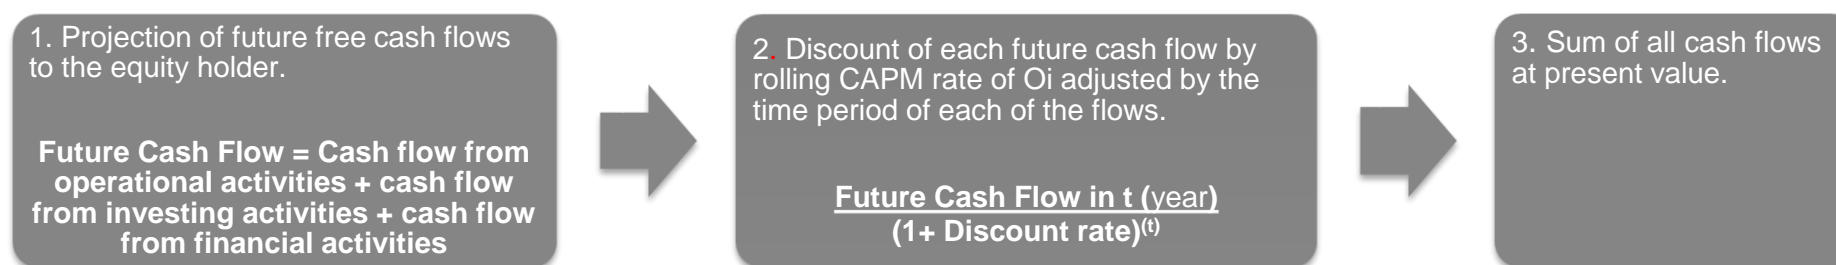 1. Projection of future free cash flows
to the equity holder.
Future Cash Flow = Cash flow from
operational activities + cash flow
from investing activities + cash flow
from financial activities
2. Discount of each future cash flow by
rolling CAPM rate of Oi adjusted by the
time period of each of the flows.
Future Cash Flow in t (year)
(1+ Discount rate)(t)
3. Sum of all cash flows
at present value.